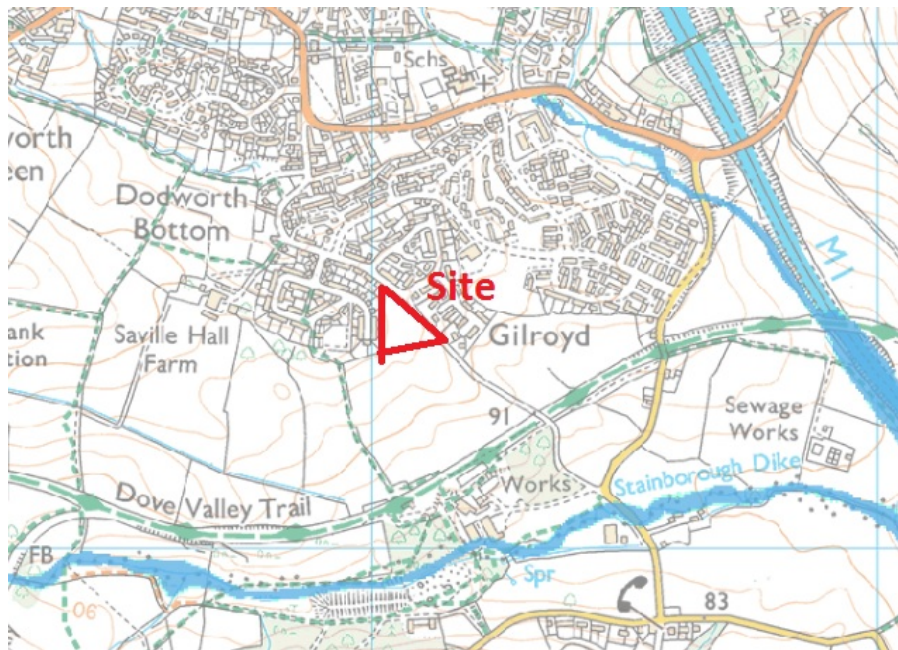 Schs
worth
een
Dodworth
Bottom
M1
Site
ank
tion
Saville Hall
Farm
Gilroyd
91
Sewage
Works
Dove Valley Trail
Works
Stainborough Dike
FB
Spr
90
83